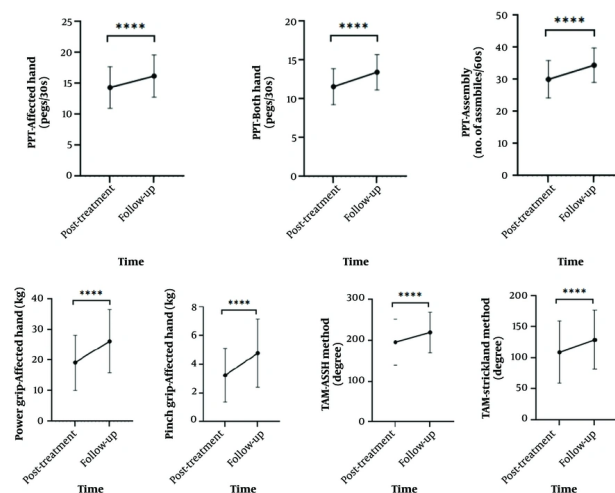 PPT-Affected hand
(pegs/30s)
25
20
15
10
5
0
****
Post-treatment
Follow-up
Time
PPT-Both hand
(pegs/30s)
20
15
10
5
0
****
Post-treatment
Follow-up
Time
PPT-Assembly
(no. of assmbiles/60s)
50
40
30
20
10
0
****
Post-treatment
Follow-up
Time
Power grip-Affected hand (kg)
40
30
20
10
0
****
Post-treatment
Follow-up
Time
Pinch grip-Affected hand (kg)
8
6
4
2
0
****
Post-treatment
Follow-up
Time
TAM-ASSH method
(degree)
300
200
100
0
****
Post-treatment
Follow-up
Time
TAM-strickland method
(degree)
200
150
100
50
0
****
Post-treatment
Follow-up
Time